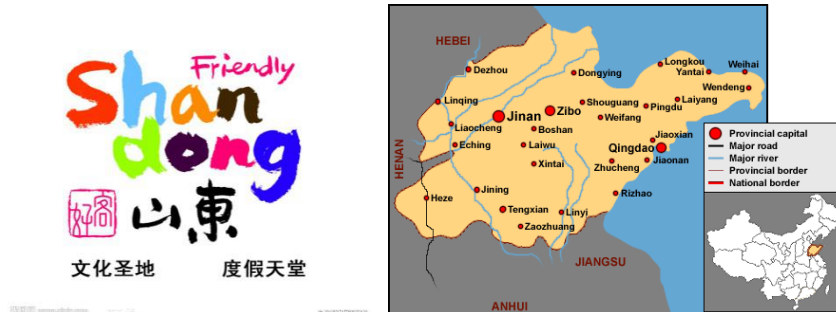 Friendly
Shan
dong
好客
山東
文化圣地 度假天堂
HEBEI
Dezhou
Linqing
Jinan
Liaocheng
Eching
HENAN
Dongying
Zibo
Shouguang
Weifang
Boshan
Laiwu
Xintai
Longkou
Yantai
Weihai
Wendeng
Laiyang
Pingdu
Jiaoxian
Qingdao
Jiaonan
Zhucheng
Rizhao
Heze
Jining
Tengxian
Linyi
Zaozhuang
JIANGSU
ANHUI
Provincial capital
Major road
Major river
Provincial border
National border